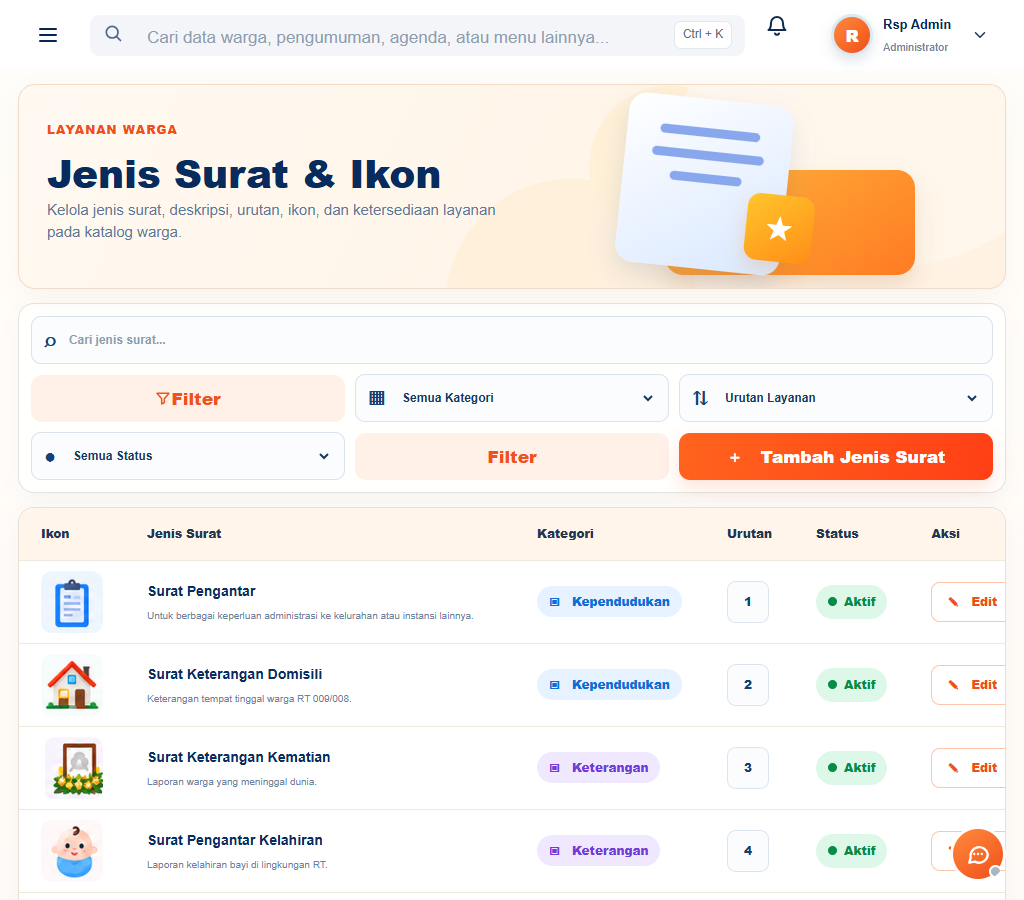 Cari data warga, pengumuman, agenda, atau menu lainnya...
Ctrl + K
R
Rsp Admin
Administrator
LAYANAN WARGA
Jenis Surat & Ikon
Kelola jenis surat, deskripsi, urutan, ikon, dan ketersediaan layanan
pada katalog warga.
Cari jenis surat...
Filter
Semua Kategori
Urutan Layanan
Semua Status
Filter
+ Tambah Jenis Surat
Ikon Jenis Surat Kategori Urutan Status Aksi
Surat Pengantar
Untuk berbagai keperluan administrasi ke kelurahan atau instansi lainnya.
Kependudukan
1
Aktif
Edit
Surat Keterangan Domisili
Keterangan tempat tinggal warga RT 009/008.
Kependudukan
2
Aktif
Edit
Surat Keterangan Kematian
Laporan warga yang meninggal dunia.
Keterangan
3
Aktif
Edit
Surat Pengantar Kelahiran
Laporan kelahiran bayi di lingkungan RT.
Keterangan
4
Aktif